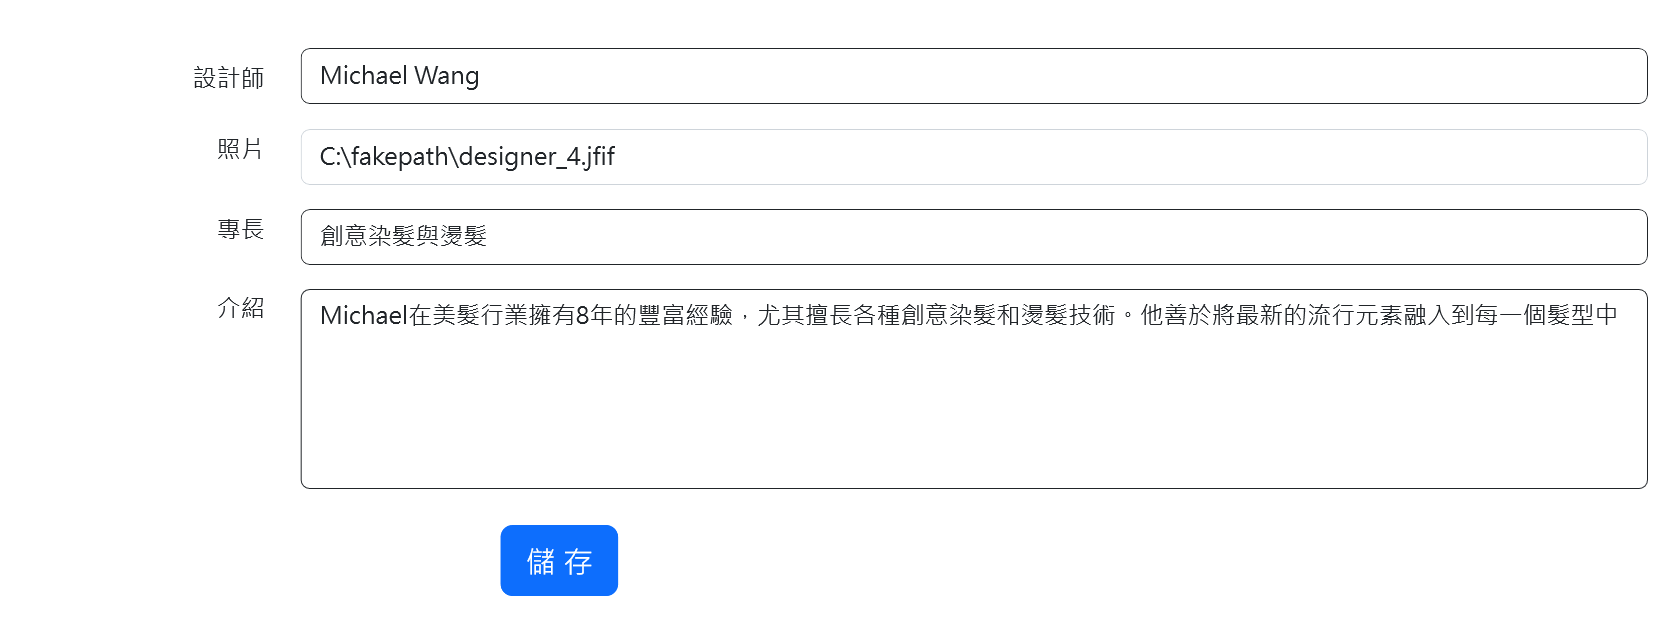 設計師 Michael Wang
照片 C:\fakepath\designer_4.jfif
專長 創意染髮與燙髮
介紹 Michael在美髮行業擁有8年的豐富經驗，尤其擅長各種創意染髮和燙髮技術。他善於將最新的流行元素融入到每一個髮型中
儲 存